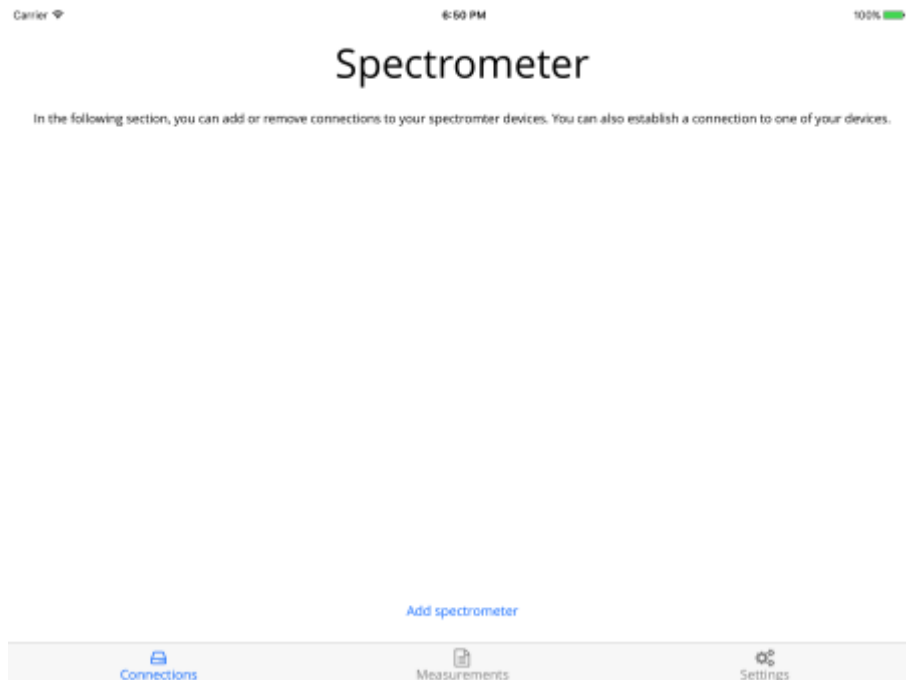 Carrier
6:50 PM
100%
Spectrometer
In the following section, you can add or remove connections to your spectromter devices. You can also establish a connection to one of your devices.
Add spectrometer
Connections
Measurements
Settings